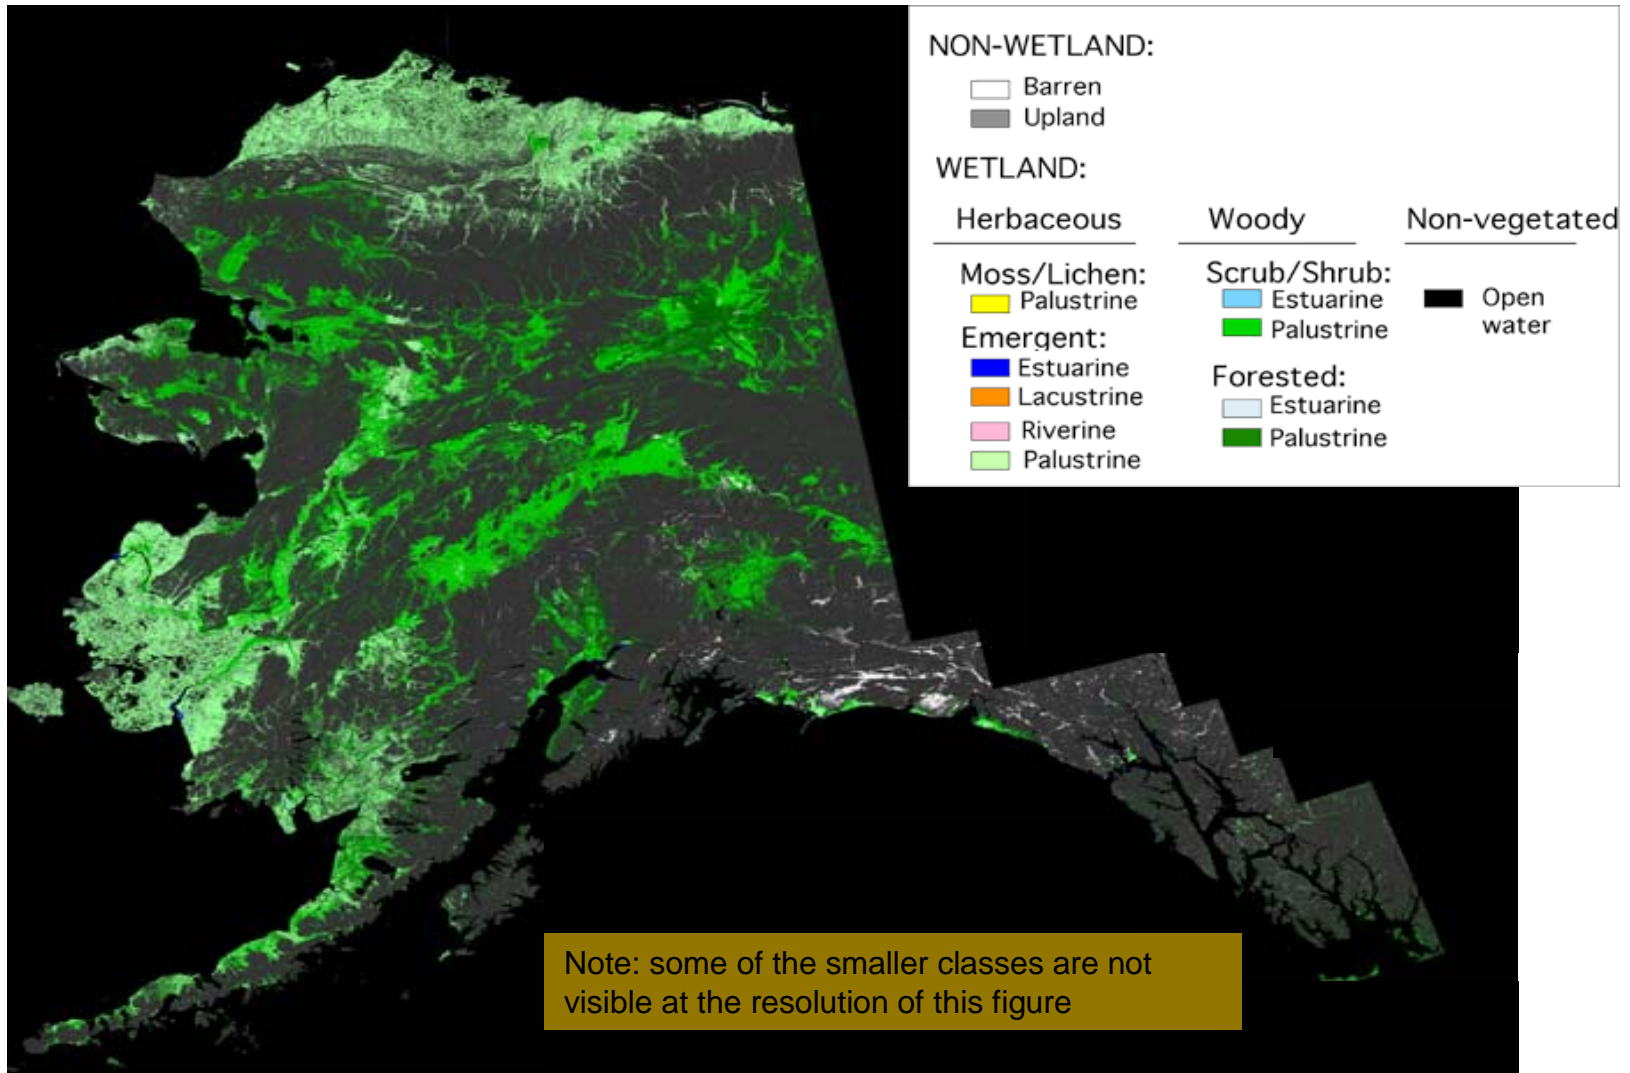 NON-WETLAND:
Barren
Upland
WETLAND:
Herbaceous
Moss/Lichen:
Palustrine
Emergent:
Estuarine
Lacustrine
Riverine
Palustrine
Woody
Scrub/Shrub:
Estuarine
Palustrine
Forested:
Estuarine
Palustrine
Non-vegetated
Open
water
Note: some of the smaller classes are not
visible at the resolution of this figure